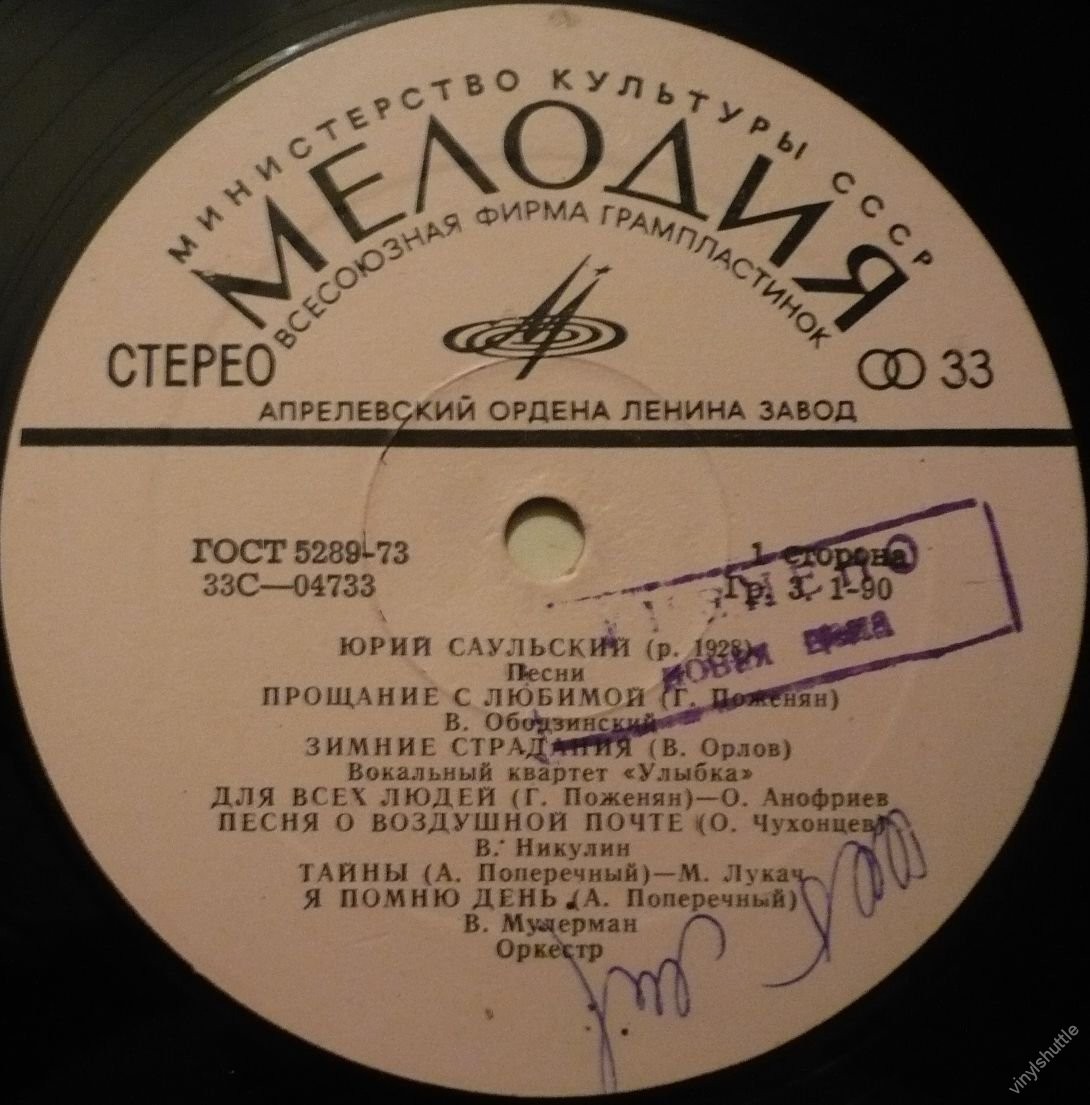 МИНИСТЕРСТВО КУЛЬТУРЫ СССР
МЕЛОДИЯ
ВСЕСОЮЗНАЯ ФИРМА ГРАМПЛАСТИНОК
СТЕРЕО
33
АПРЕЛЕВСКИЙ ОРДЕНА ЛЕНИНА ЗАВОД
ГОСТ 5289-73
1 сторона
33С—04733
Гр. 3. 1-90
новая цена
ЮРИЙ САУЛЬСКИЙ (р. 1928)
Песни
ПРОЩАНИЕ С ЛЮБИМОЙ (Г. Поженян)
В. Ободзинский
ЗИМНИЕ СТРАДАНИЯ (В. Орлов)
Вокальный квартет «Улыбка»
ДЛЯ ВСЕХ ЛЮДЕЙ (Г. Поженян)—О. Анофриев
ПЕСНЯ О ВОЗДУШНОЙ ПОЧТЕ (О. Чухонцев)
В. Никулин
ТАЙНЫ (А. Поперечный)—М. Лукач
Я ПОМНЮ ДЕНЬ (А. Поперечный)
В. Мулерман
Оркестр
vinylshuttle